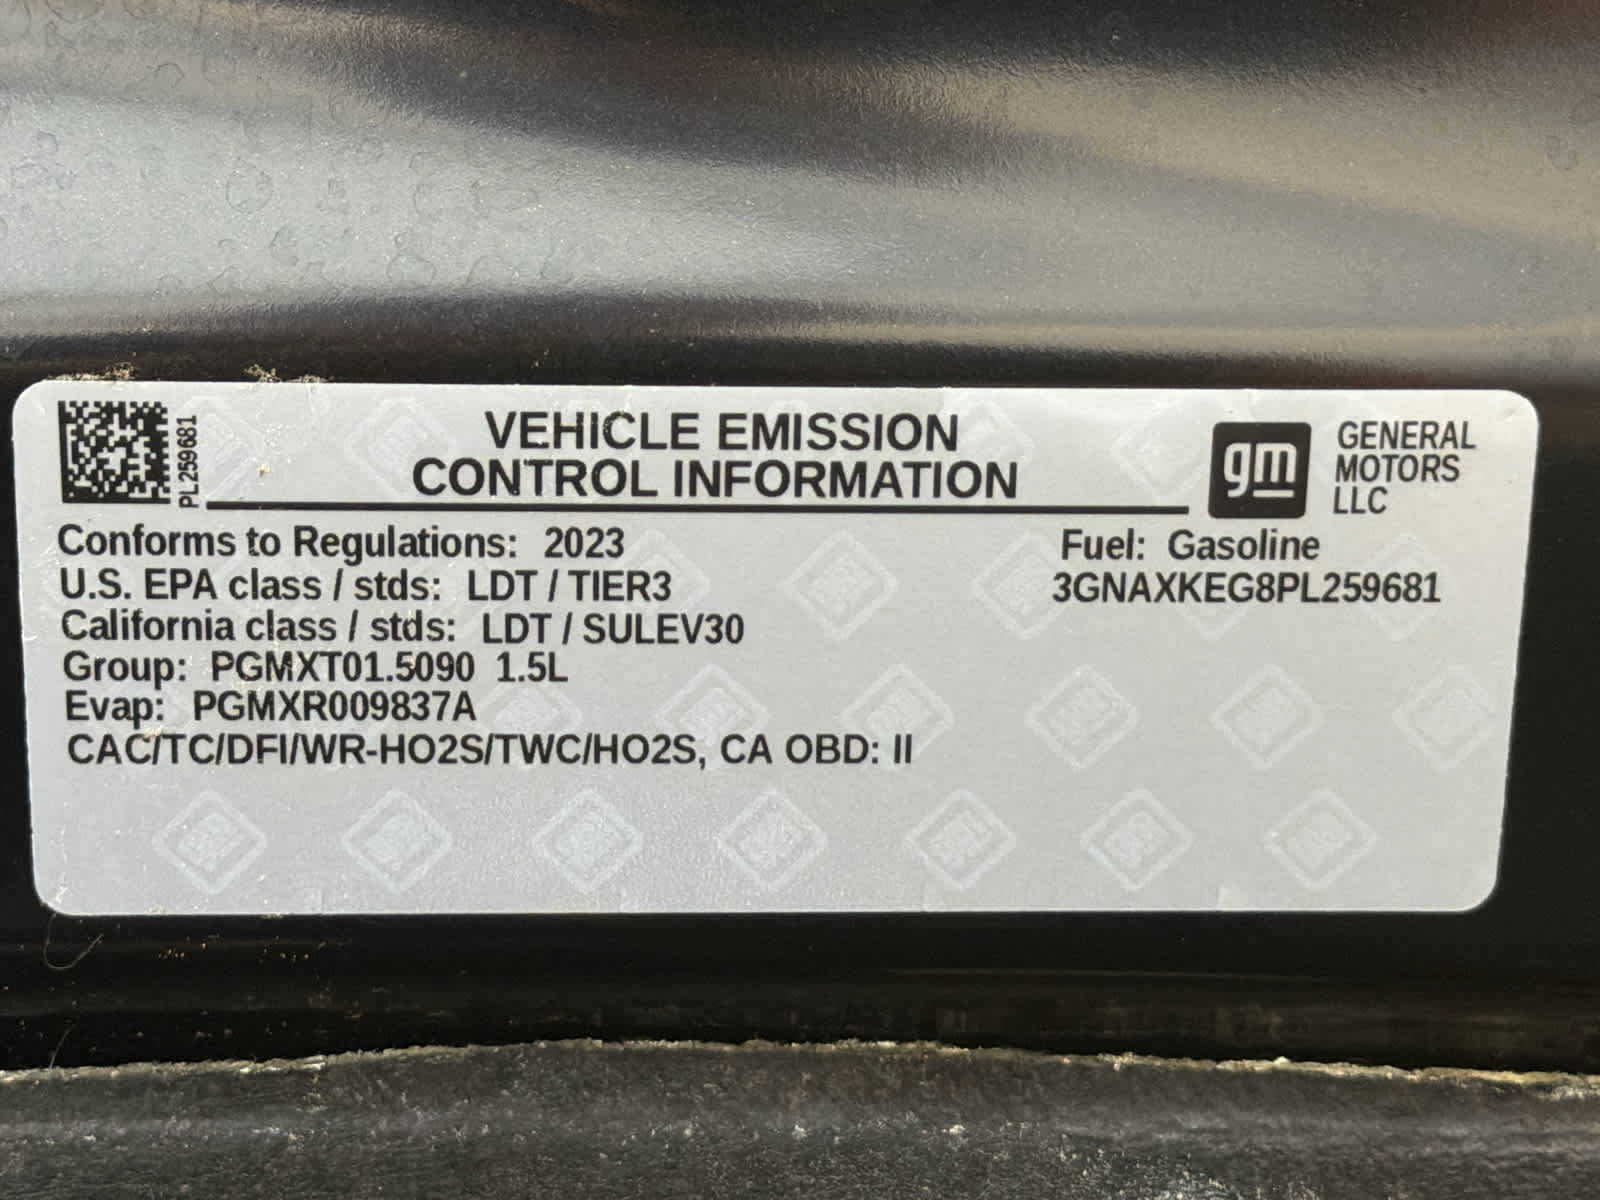 PL259681
VEHICLE EMISSION
CONTROL INFORMATION
gm
GENERAL
MOTORS
LLC
Conforms to Regulations: 2023
Fuel: Gasoline
U.S. EPA class / stds: LDT / TIER3
3GNAXKEG8PL259681
California class / stds: LDT / SULEV30
Group: PGMXT01.5090 1.5L
Evap: PGMXR009837A
CAC/TC/DFI/WR-HO2S/TWC/HO2S, CA OBD: II